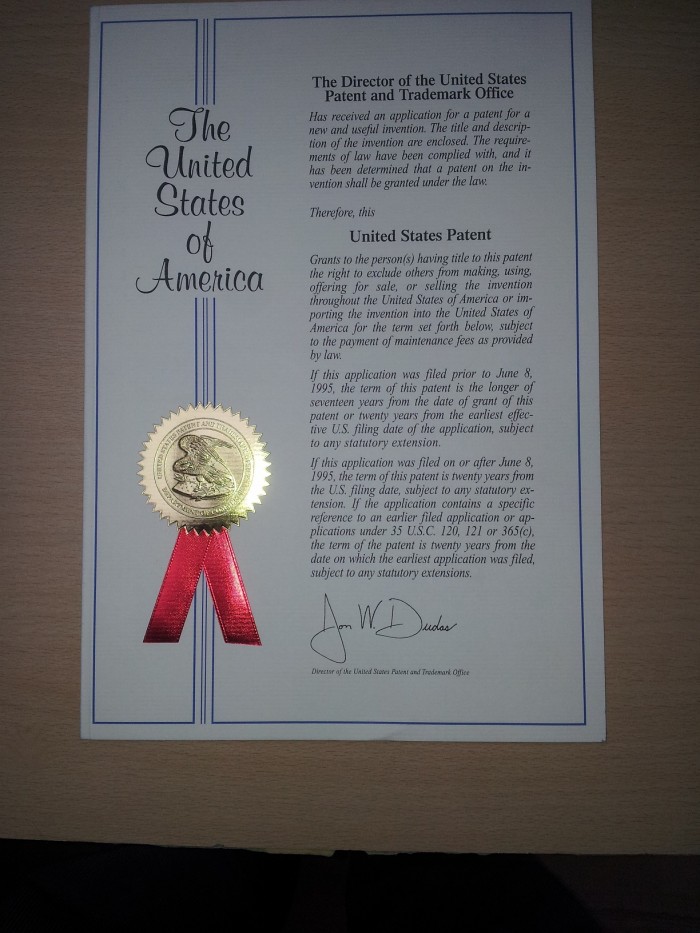 The
United
States
of
America
The Director of the United States
Patent and Trademark Office
Has received an application for a patent for a
new and useful invention. The title and descrip-
tion of the invention are enclosed. The require-
ments of law have been complied with, and it
has been determined that a patent on the in-
vention shall be granted under the law.
Therefore, this
United States Patent
Grants to the person(s) having title to this patent
the right to exclude others from making, using,
offering for sale, or selling the invention
throughout the United States of America or im-
porting the invention into the United States of
America for the term set forth below, subject
to the payment of maintenance fees as provided
by law.
If this application was filed prior to June 8,
1995, the term of this patent is the longer of
seventeen years from the date of grant of this
patent or twenty years from the earliest effec-
tive U.S. filing date of the application, subject
to any statutory extension.
If this application was filed on or after June 8,
1995, the term of this patent is twenty years from
the U.S. filing date, subject to any statutory ex-
tension. If the application contains a specific
reference to an earlier filed application or ap-
plications under 35 U.S.C. 120, 121 or 365(c),
the term of the patent is twenty years from the
date on which the earliest application was filed,
subject to any statutory extensions.
Jon W. Dudas
Director of the United States Patent and Trademark Office
UNITED STATES PATENT AND TRADEMARK